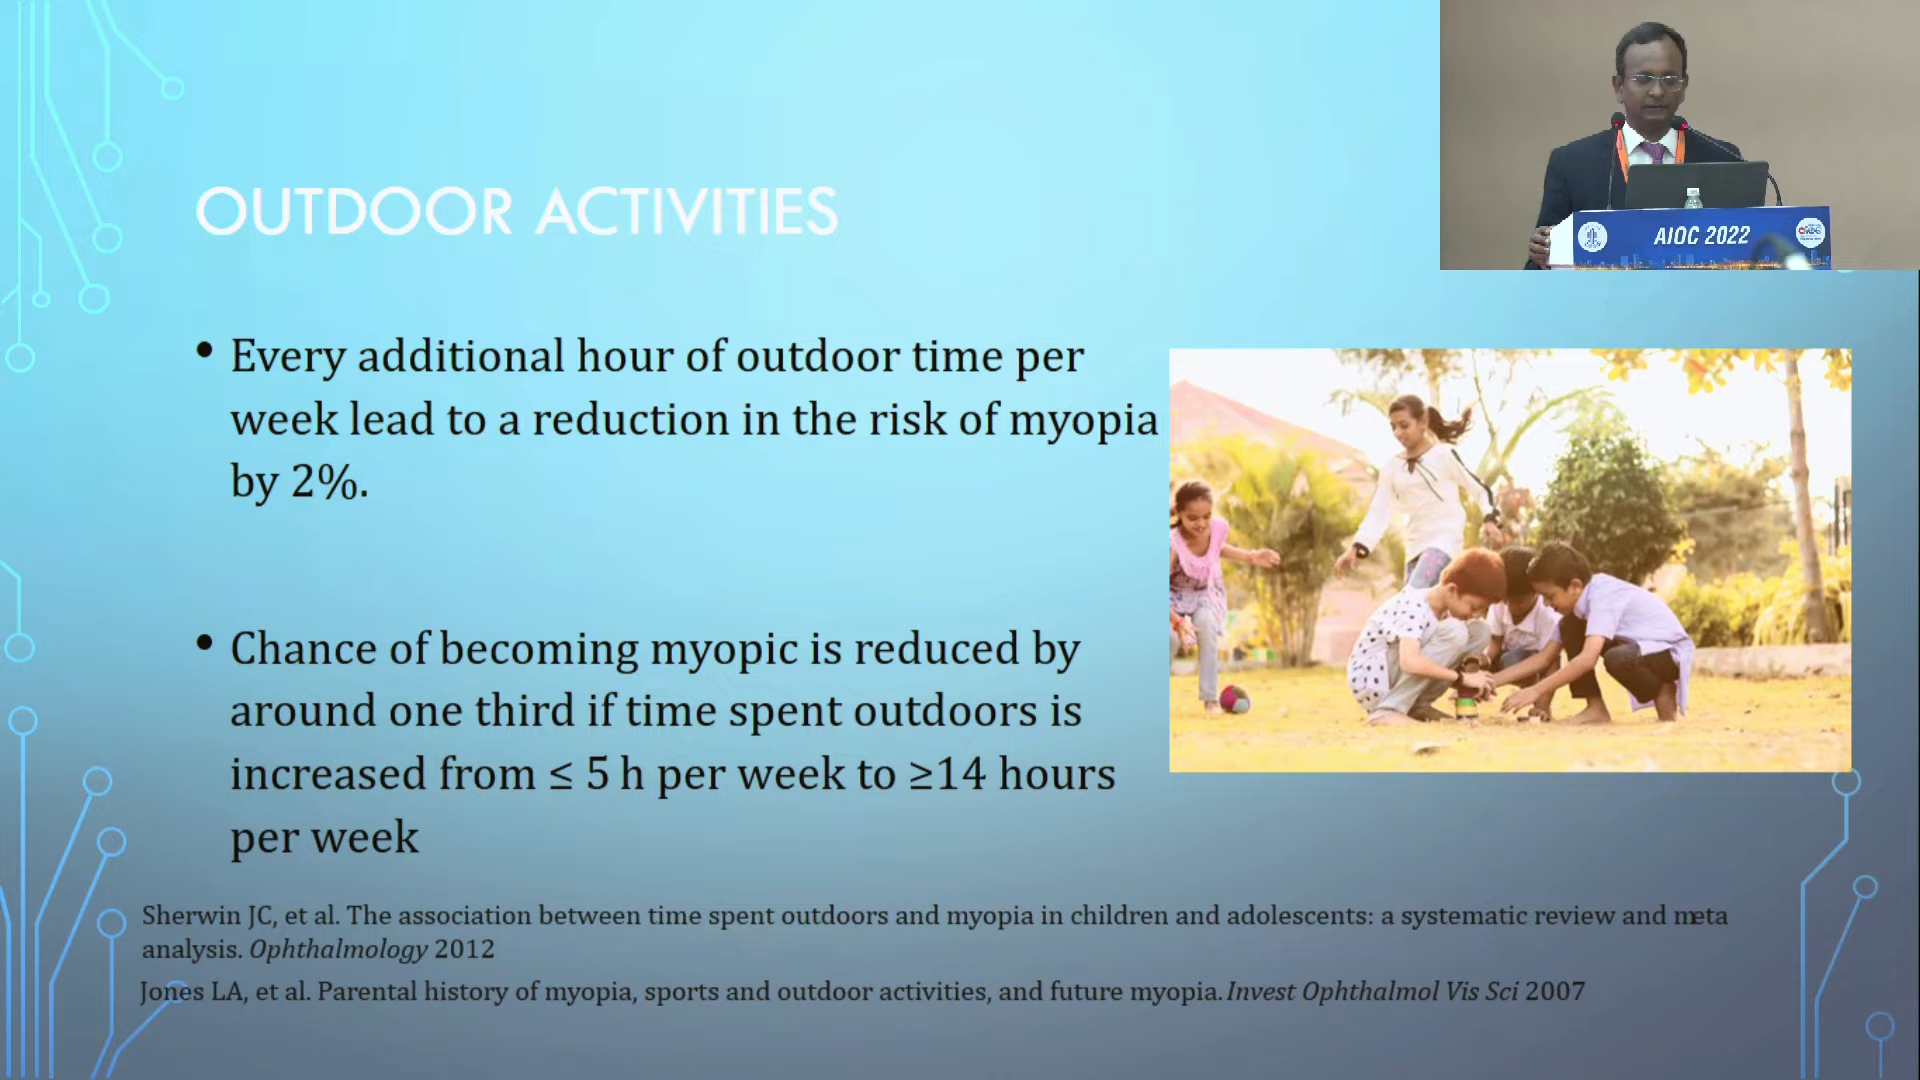 OUTDOOR ACTIVITIES
AIOC 2022
• Every additional hour of outdoor time per
week lead to a reduction in the risk of myopia
by 2%.
• Chance of becoming myopic is reduced by
around one third if time spent outdoors is
increased from ≤ 5 h per week to ≥14 hours
per week
Sherwin JC, et al. The association between time spent outdoors and myopia in children and adolescents: a systematic review and meta
analysis. Ophthalmology 2012
Jones LA, et al. Parental history of myopia, sports and outdoor activities, and future myopia. Invest Ophthalmol Vis Sci 2007